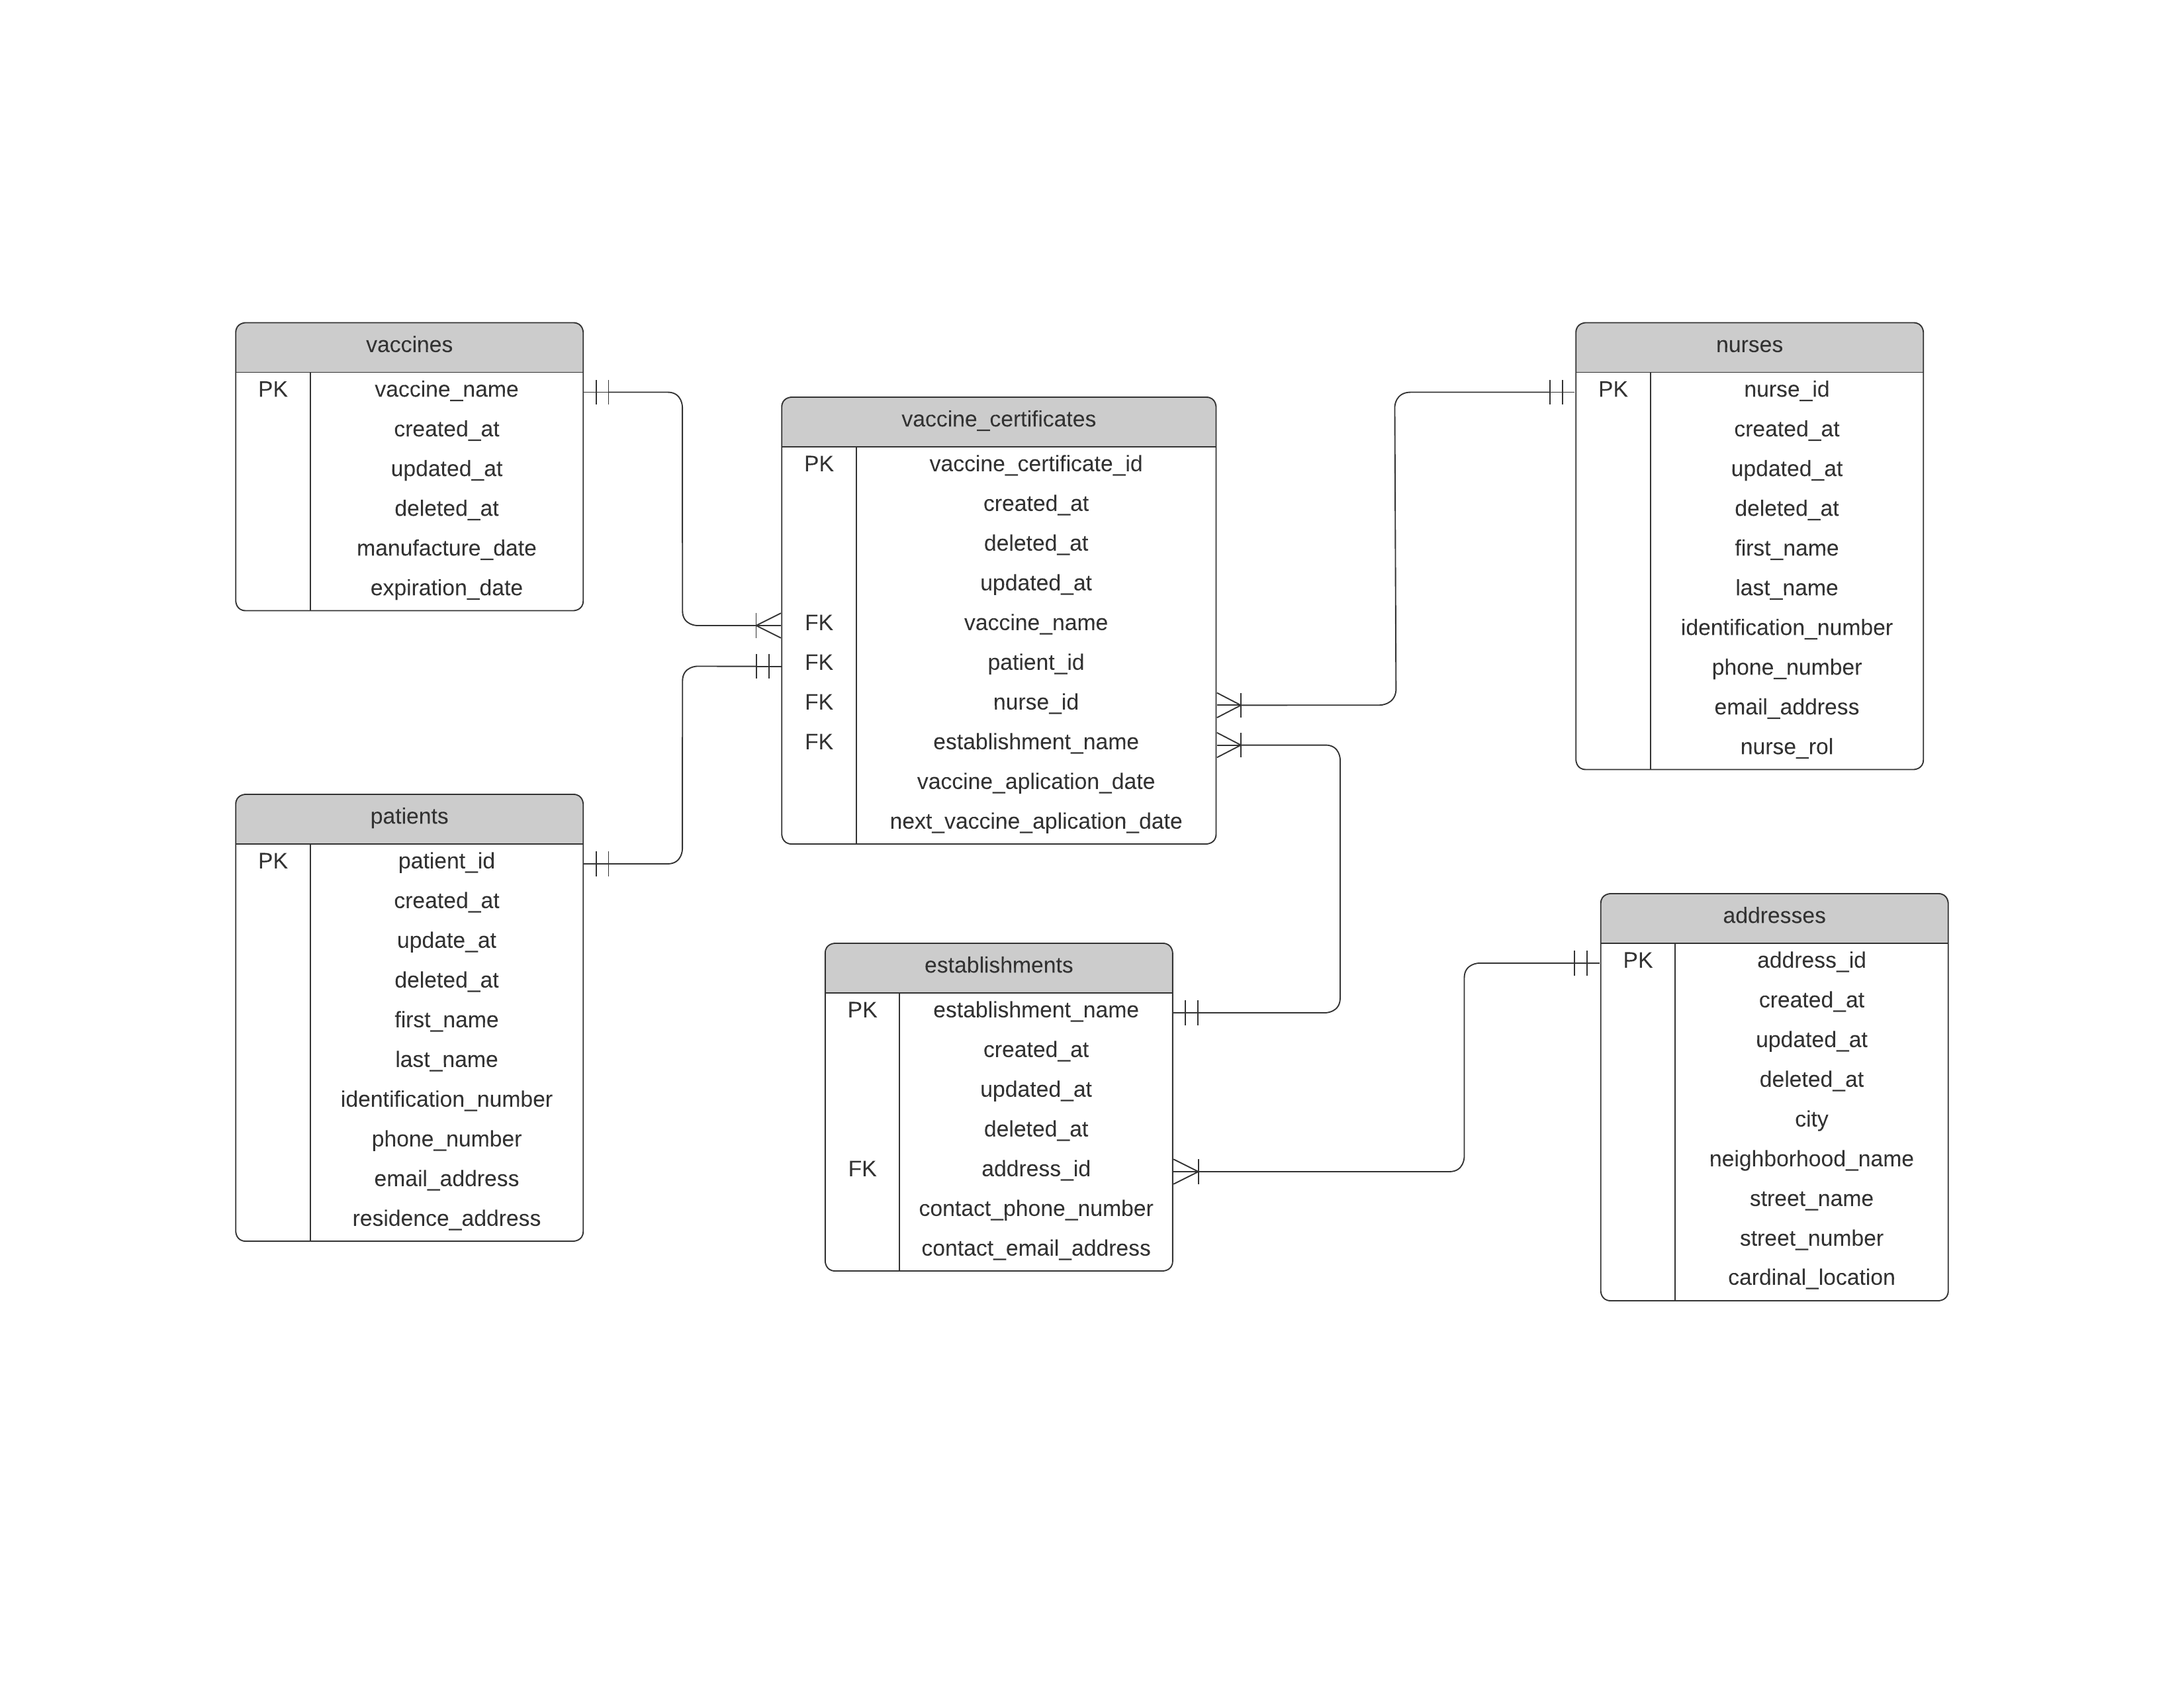 vaccines
PK vaccine_name
created_at
updated_at
deleted_at
manufacture_date
expiration_date
vaccine_certificates
PK vaccine_certificate_id
created_at
deleted_at
updated_at
FK vaccine_name
FK patient_id
FK nurse_id
FK establishment_name
vaccine_aplication_date
next_vaccine_aplication_date
nurses
PK nurse_id
created_at
updated_at
deleted_at
first_name
last_name
identification_number
phone_number
email_address
nurse_rol
patients
PK patient_id
created_at
update_at
deleted_at
first_name
last_name
identification_number
phone_number
email_address
residence_address
establishments
PK establishment_name
created_at
updated_at
deleted_at
FK address_id
contact_phone_number
contact_email_address
addresses
PK address_id
created_at
updated_at
deleted_at
city
neighborhood_name
street_name
street_number
cardinal_location